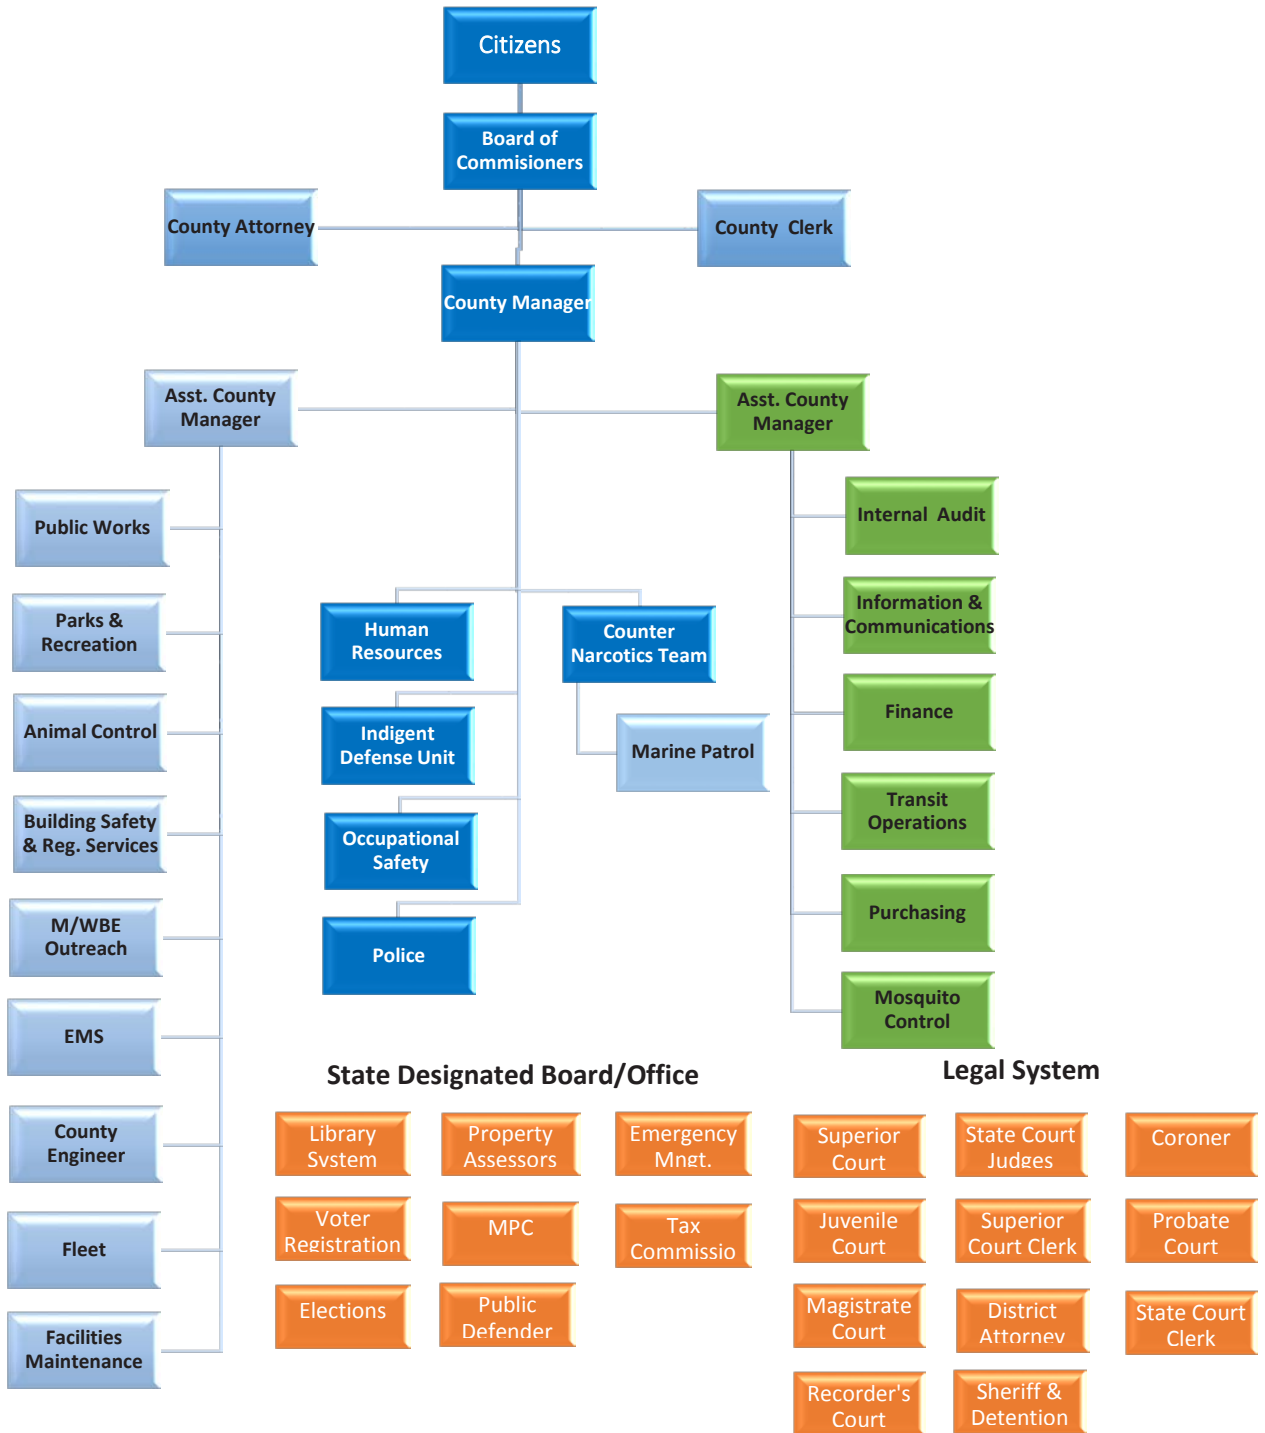 Citizens
Board of
Commisioners
County Attorney
County Clerk
County Manager
Asst. County
Manager
Asst. County
Manager
Public Works
Parks &
Recreation
Animal Control
Building Safety
& Reg. Services
M/WBE
Outreach
EMS
County
Engineer
Fleet
Facilities
Maintenance
Human
Resources
Indigent
Defense Unit
Occupational
Safety
Police
Counter
Narcotics Team
Marine Patrol
Internal Audit
Information &
Communications
Finance
Transit
Operations
Purchasing
Mosquito
Control
State Designated Board/Office
Library
System
Property
Assessors
Emergency
Mngt.
Voter
Registration
MPC
Tax
Commissio
Elections
Public
Defender
Legal System
Superior
Court
State Court
Judges
Coroner
Juvenile
Court
Superior
Court Clerk
Probate
Court
Magistrate
Court
District
Attorney
State Court
Clerk
Recorder's
Court
Sheriff &
Detention